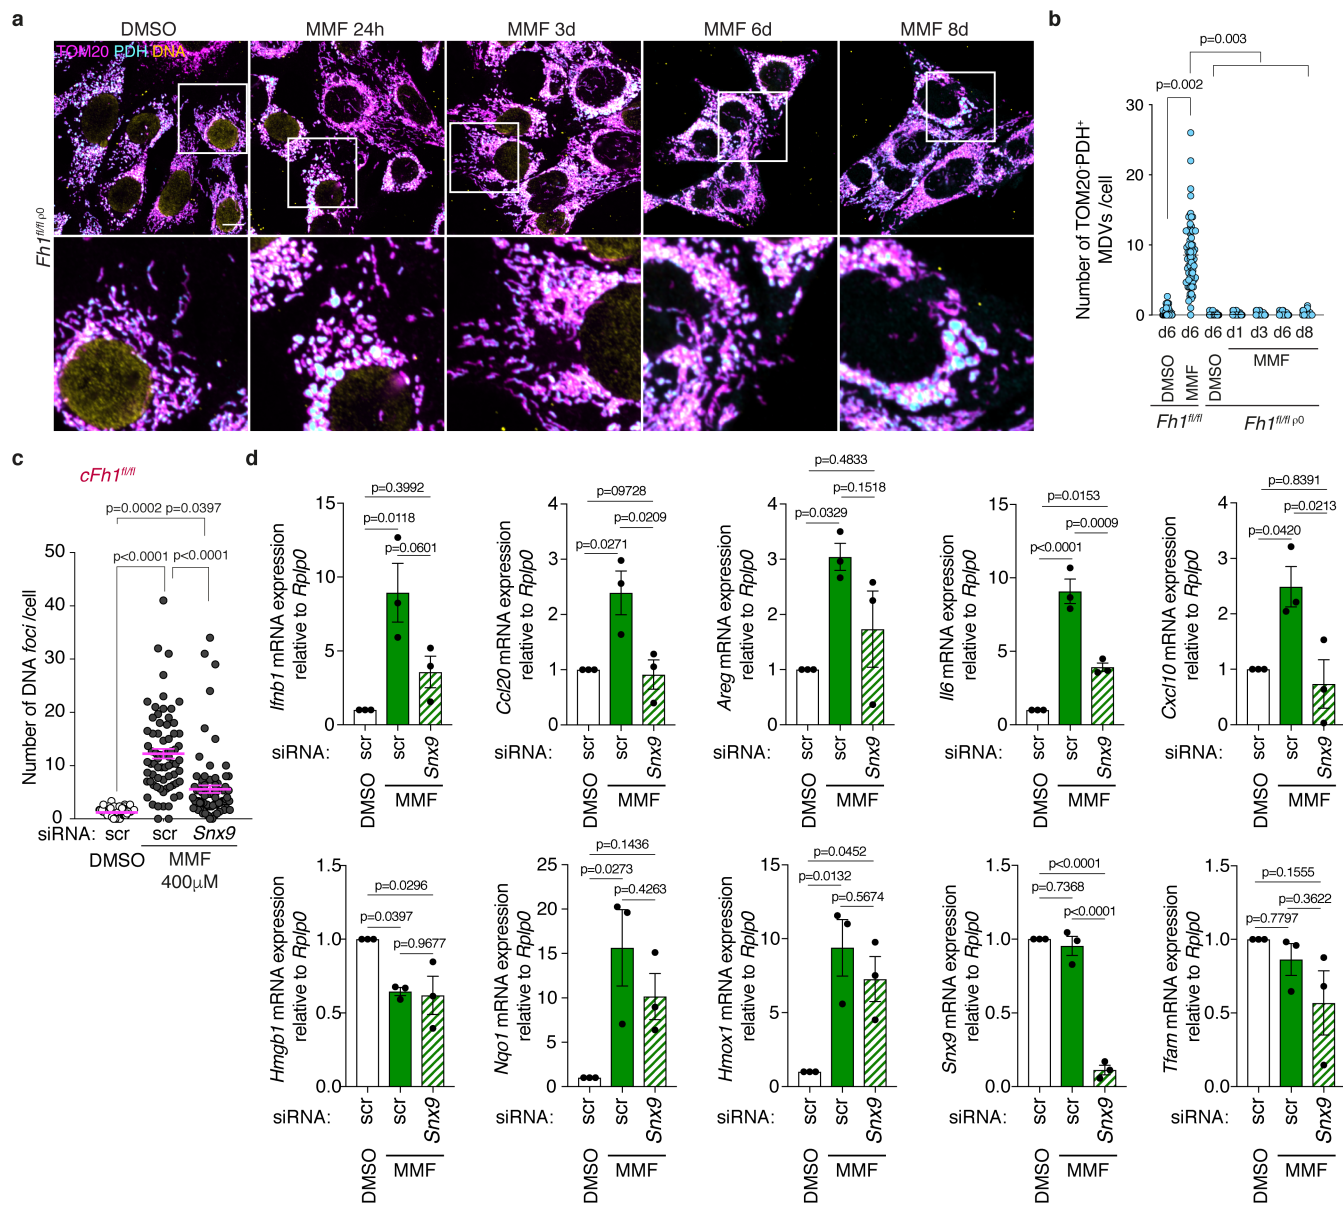 a
DMSO MMF 24h MMF 3d MMF 6d MMF 8d
TOM20 PDH DNA
Fh1fl/fl ρ0
b
p=0.003
p=0.002
Number of TOM20-PDH+
MDVs /cell
30
20
10
0
d6 d6 d6 d1 d3 d6 d8
DMSO MMF DMSO MMF
Fh1fl/fl Fh1fl/fl ρ0
c
cFh1fl/fl
p=0.0002 p=0.0397
p<0.0001 p<0.0001
Number of DNA foci /cell
50
40
30
20
10
0
siRNA: scr scr Snx9
DMSO MMF
400μM
d
p=0.3992
p=0.0118
p=0.0601
Ifnb1 mRNA expression
relative to Rplp0
15
10
5
0
siRNA: scr scr Snx9
DMSO MMF
p=09728
p=0.0209
p=0.0271
Ccl20 mRNA expression
relative to Rplp0
4
3
2
1
0
siRNA: scr scr Snx9
DMSO MMF
p=0.4833
p=0.1518
p=0.0329
Areg mRNA expression
relative to Rplp0
4
3
2
1
0
siRNA: scr scr Snx9
DMSO MMF
p=0.0153
p=0.0009
p<0.0001
Il6 mRNA expression
relative to Rplp0
15
10
5
0
siRNA: scr scr Snx9
DMSO MMF
p=0.8391
p=0.0213
p=0.0420
Cxcl10 mRNA expression
relative to Rplp0
4
3
2
1
0
siRNA: scr scr Snx9
DMSO MMF
p=0.0296
p=0.0397
p=0.9677
Hmgb1 mRNA expression
relative to Rplp0
1.5
1.0
0.5
0.0
siRNA: scr scr Snx9
DMSO MMF
p=0.1436
p=0.0273
p=0.4263
Nqo1 mRNA expression
relative to Rplp0
25
20
15
10
5
0
siRNA: scr scr Snx9
DMSO MMF
p=0.0452
p=0.0132
p=0.5674
Hmox1 mRNA expression
relative to Rplp0
15
10
5
0
siRNA: scr scr Snx9
DMSO MMF
p<0.0001
p=0.7368
p<0.0001
Snx9 mRNA expression
relative to Rplp0
1.5
1.0
0.5
0.0
siRNA: scr scr Snx9
DMSO MMF
p=0.1555
p=0.3622
p=0.7797
Tfam mRNA expression
relative to Rplp0
1.5
1.0
0.5
0.0
siRNA: scr scr Snx9
DMSO MMF